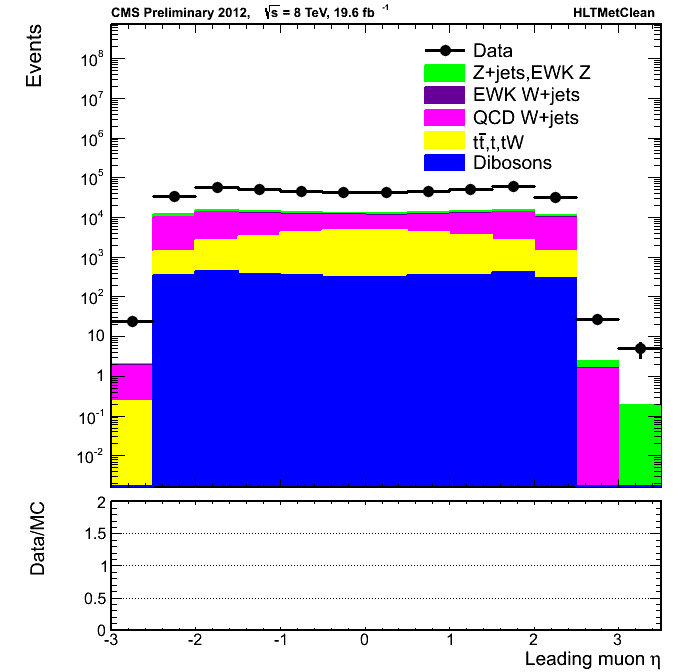 CMS Preliminary 2012, √s = 8 TeV, 19.6 fb⁻¹ HLTMetClean
Events
Data
Z+jets,EWK Z
EWK W+jets
QCD W+jets
tt̄,t,tW
Dibosons
10⁸
10⁷
10⁶
10⁵
10⁴
10³
10²
10
1
10⁻¹
10⁻²
Data/MC
2
1.5
1
0.5
0
-3 -2 -1 0 1 2 3
Leading muon η